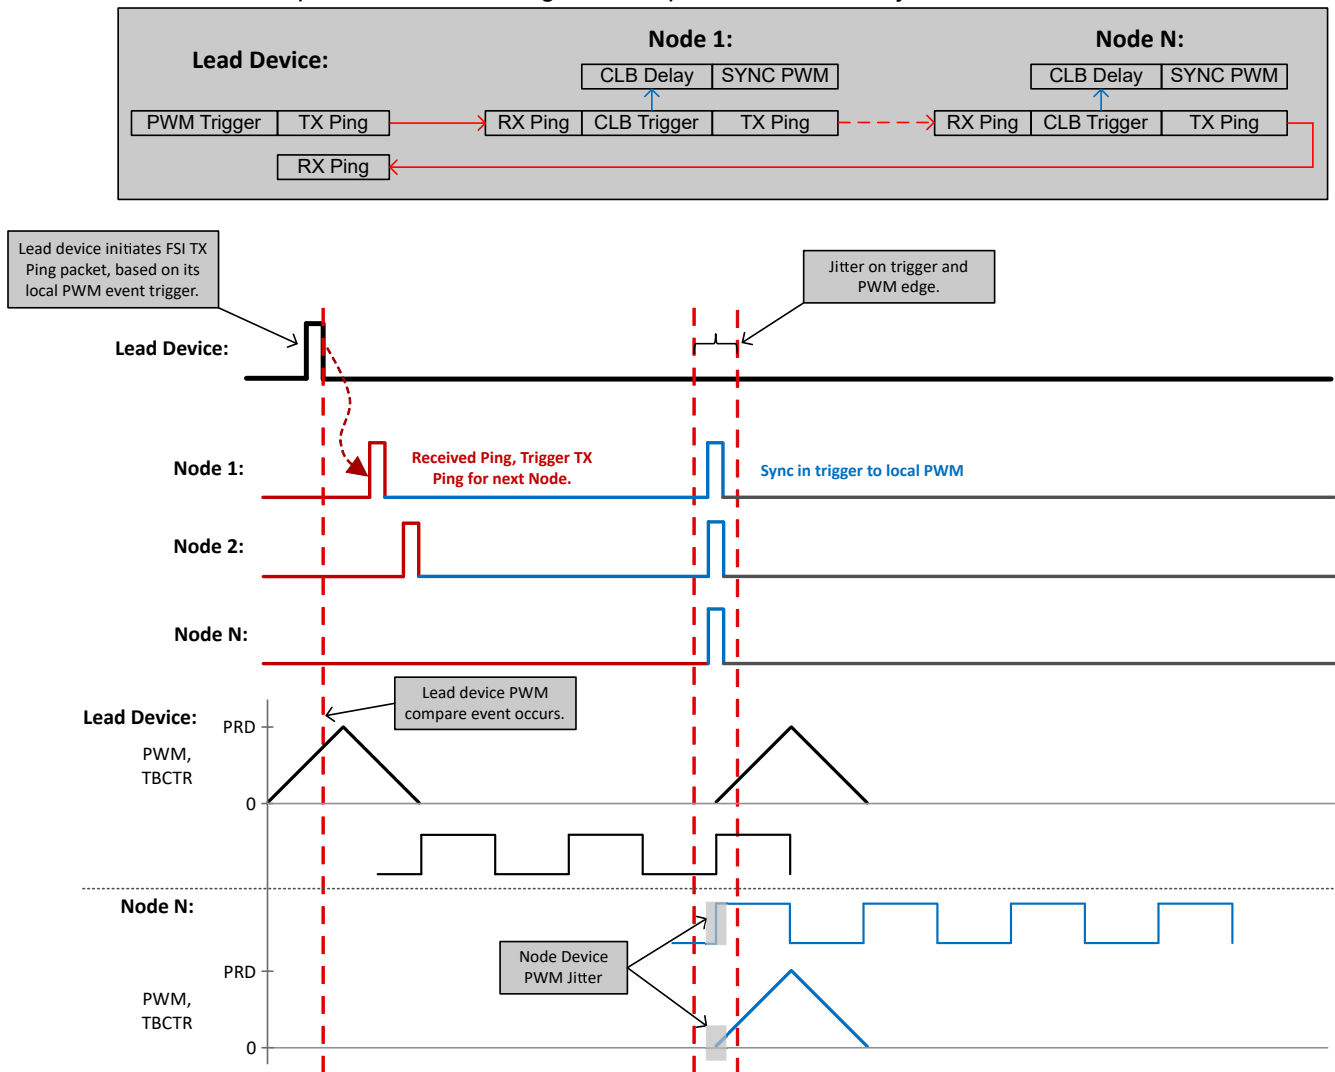 Node 1:
Node N:
Lead Device:
CLB Delay
SYNC PWM
CLB Delay
SYNC PWM
PWM Trigger
TX Ping
RX Ping
CLB Trigger
TX Ping
RX Ping
CLB Trigger
TX Ping
RX Ping
Lead device initiates FSI TX
Ping packet, based on its
local PWM event trigger.
Jitter on trigger and
PWM edge.
Lead Device:
Node 1:
Received Ping, Trigger TX
Ping for next Node.
Sync in trigger to local PWM
Node 2:
Node N:
Lead device PWM
compare event occurs.
Lead Device:
PRD
PWM,
TBCTR
0
Node N:
Node Device
PWM Jitter
PRD
PWM,
TBCTR
0